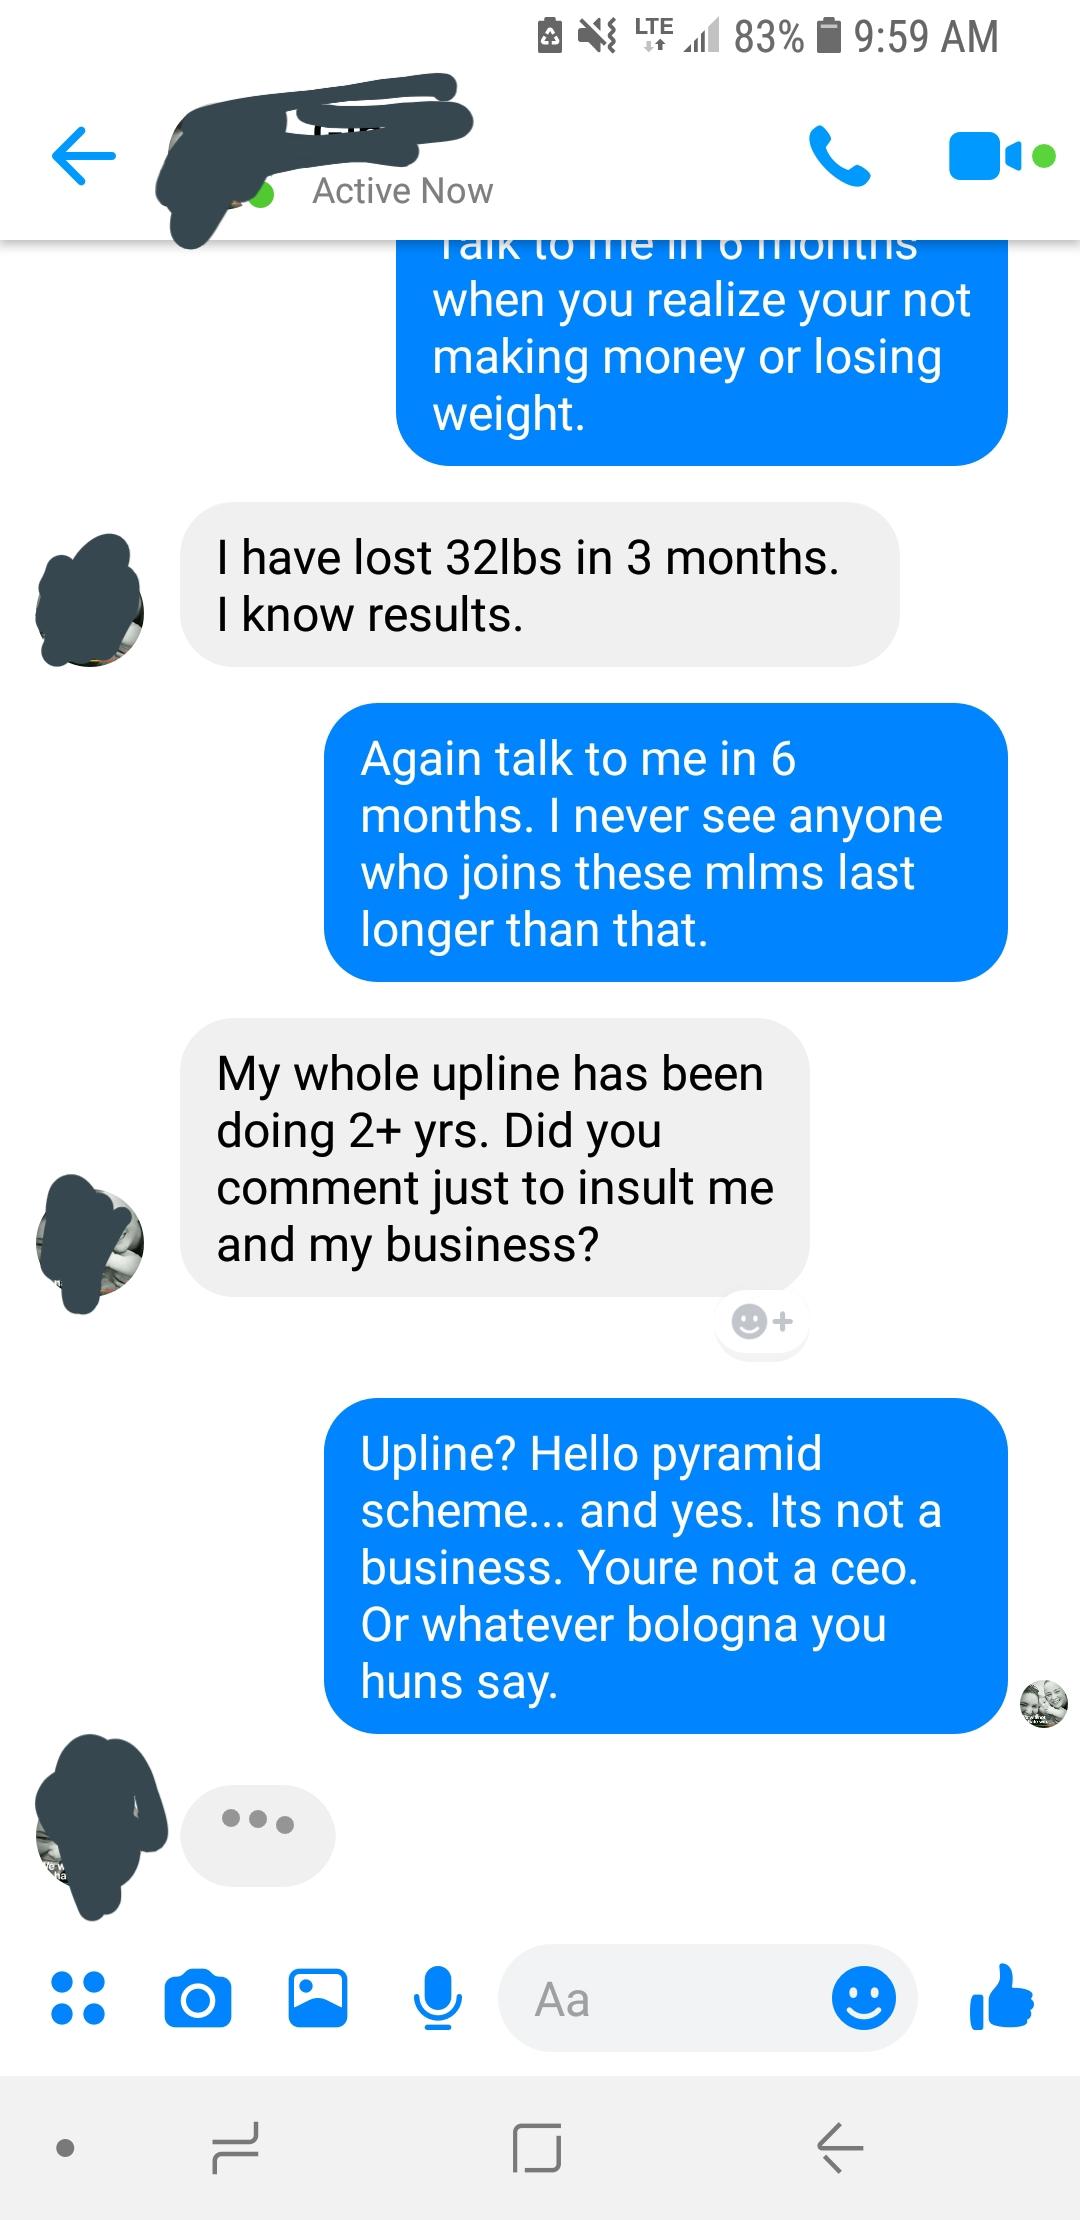 LTE 83% 9:59 AM
Active Now
Talk to me in 6 months
when you realize your not
making money or losing
weight.
I have lost 32lbs in 3 months.
I know results.
Again talk to me in 6
months. I never see anyone
who joins these mlms last
longer than that.
My whole upline has been
doing 2+ yrs. Did you
comment just to insult me
and my business?
Upline? Hello pyramid
scheme... and yes. Its not a
business. Youre not a ceo.
Or whatever bologna you
huns say.
Aa